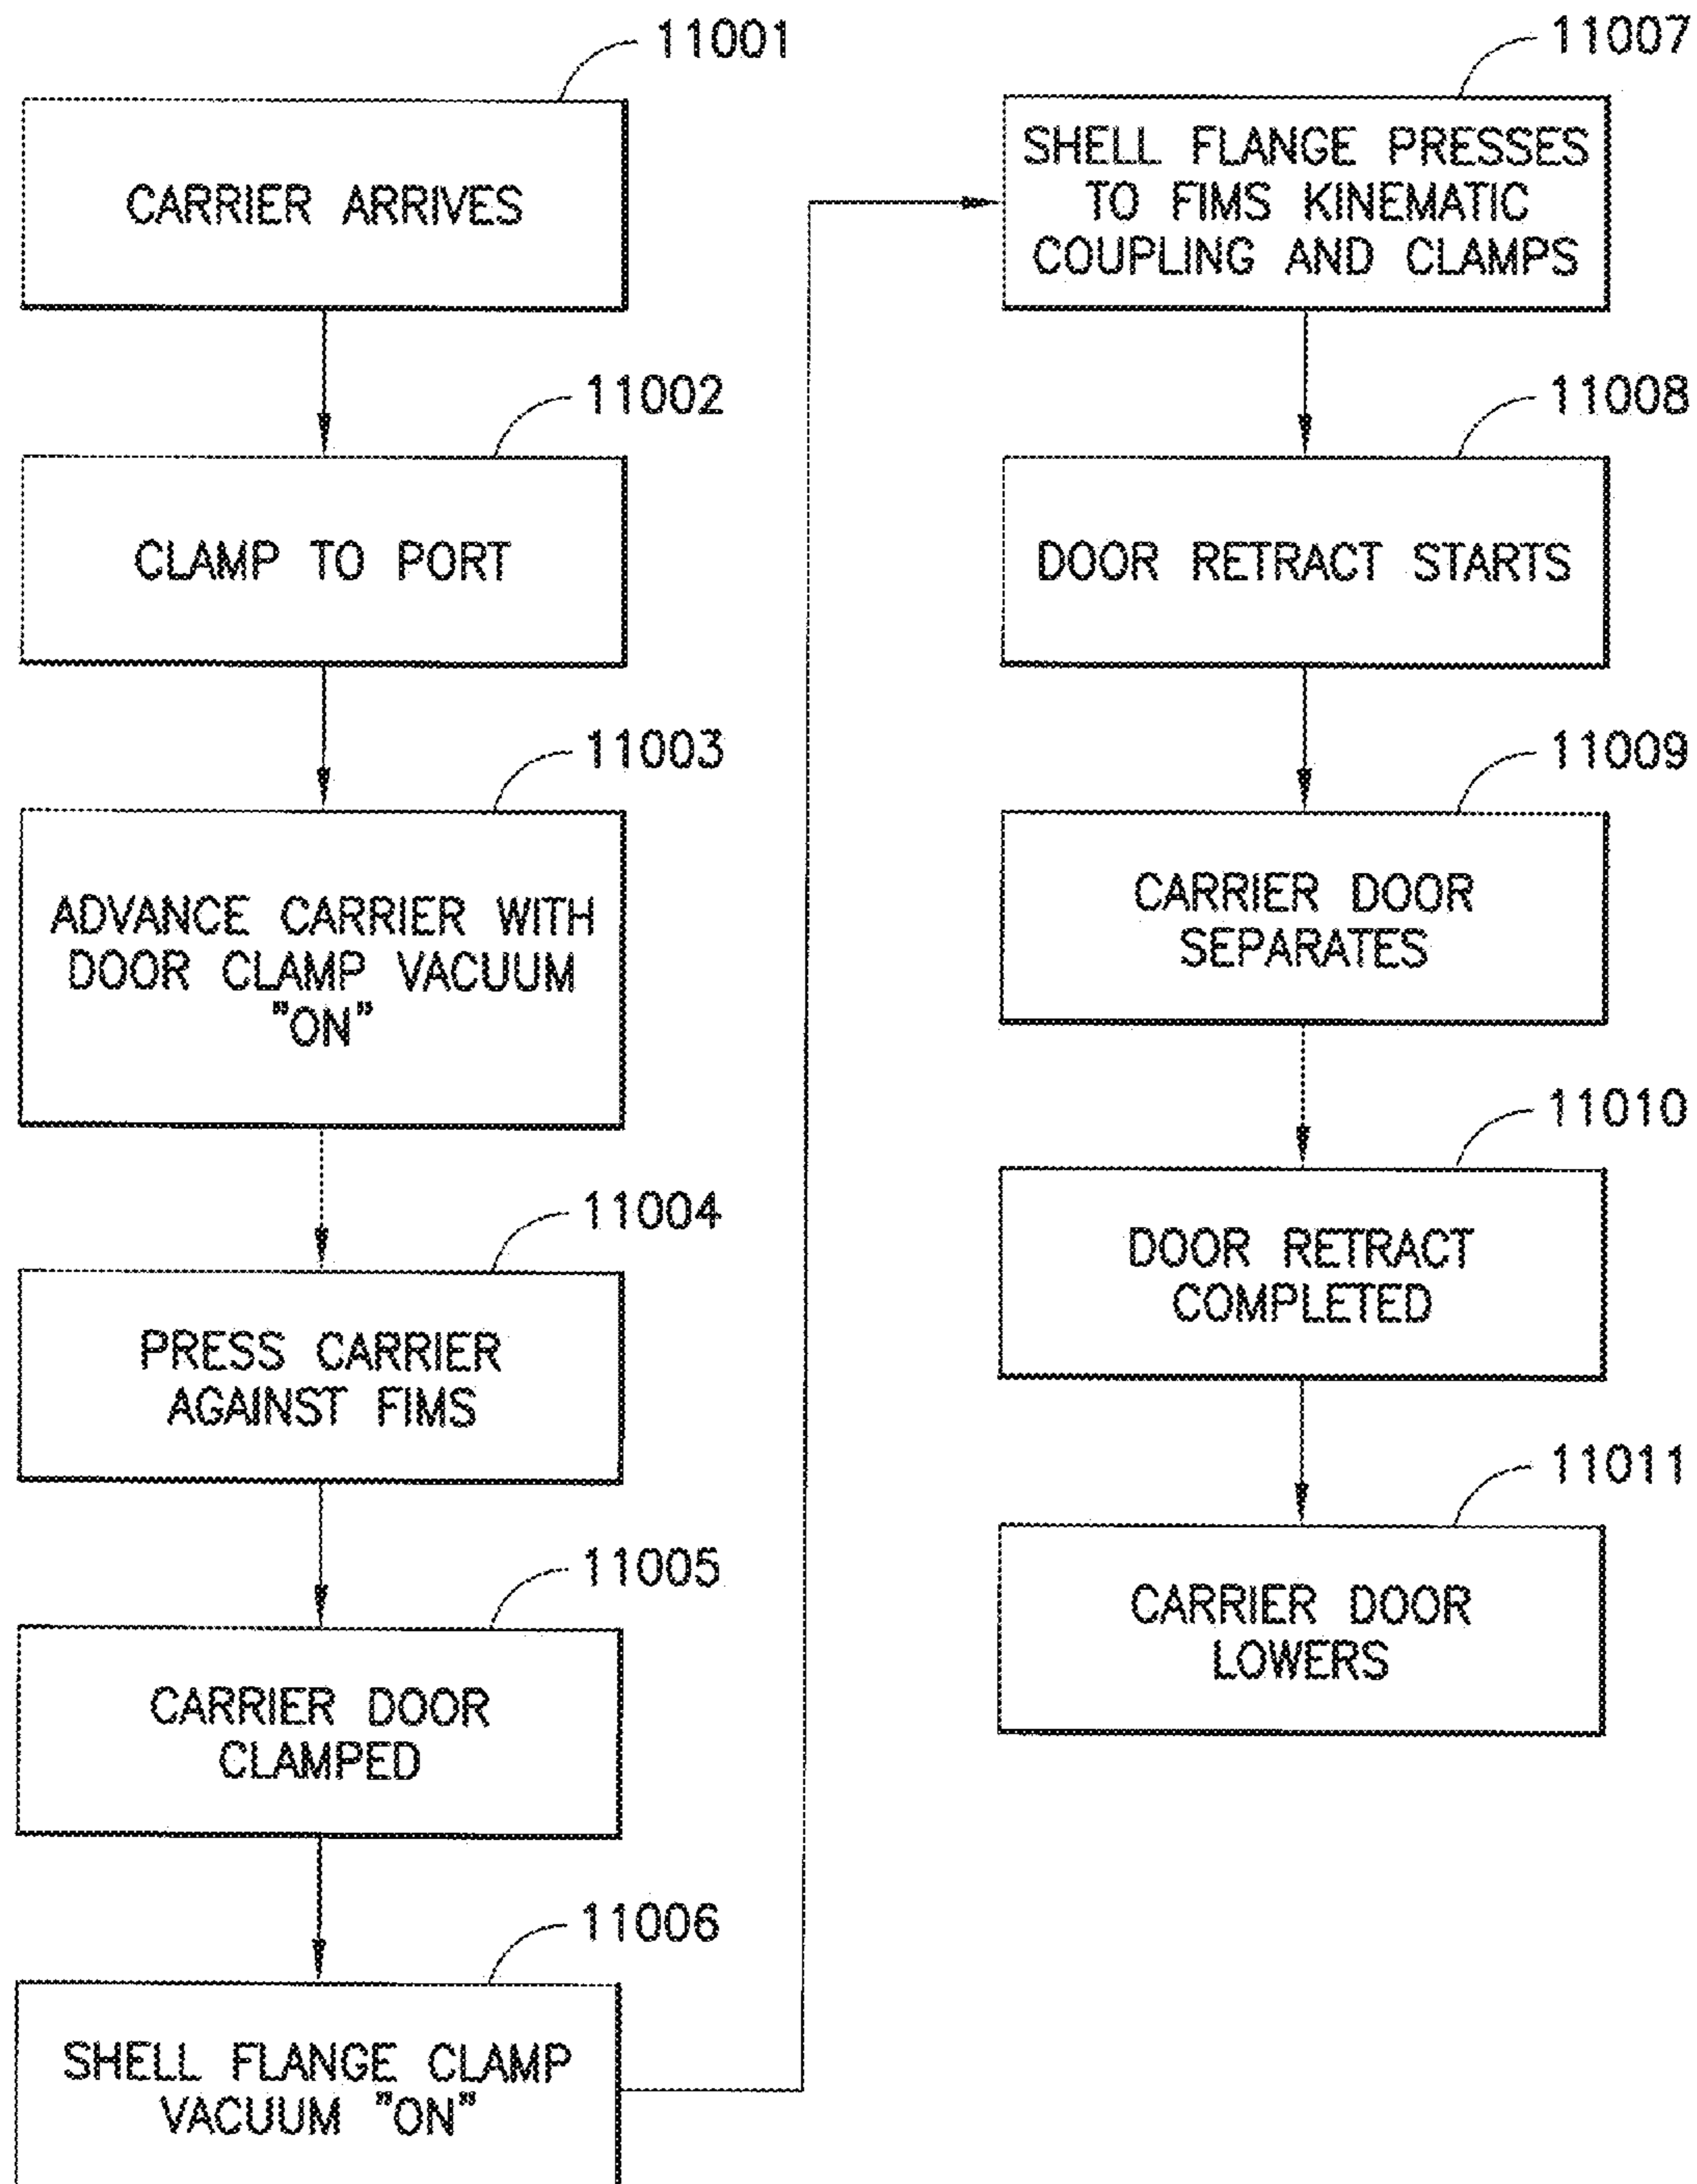 11001
CARRIER ARRIVES
11002
CLAMP TO PORT
11003
ADVANCE CARRIER WITH
DOOR CLAMP VACUUM
"ON"
11004
PRESS CARRIER
AGAINST FIMS
11005
CARRIER DOOR
CLAMPED
11006
SHELL FLANGE CLAMP
VACUUM "ON"
11007
SHELL FLANGE PRESSES
TO FIMS KINEMATIC
COUPLING AND CLAMPS
11008
DOOR RETRACT STARTS
11009
CARRIER DOOR
SEPARATES
11010
DOOR RETRACT
COMPLETED
11011
CARRIER DOOR
LOWERS